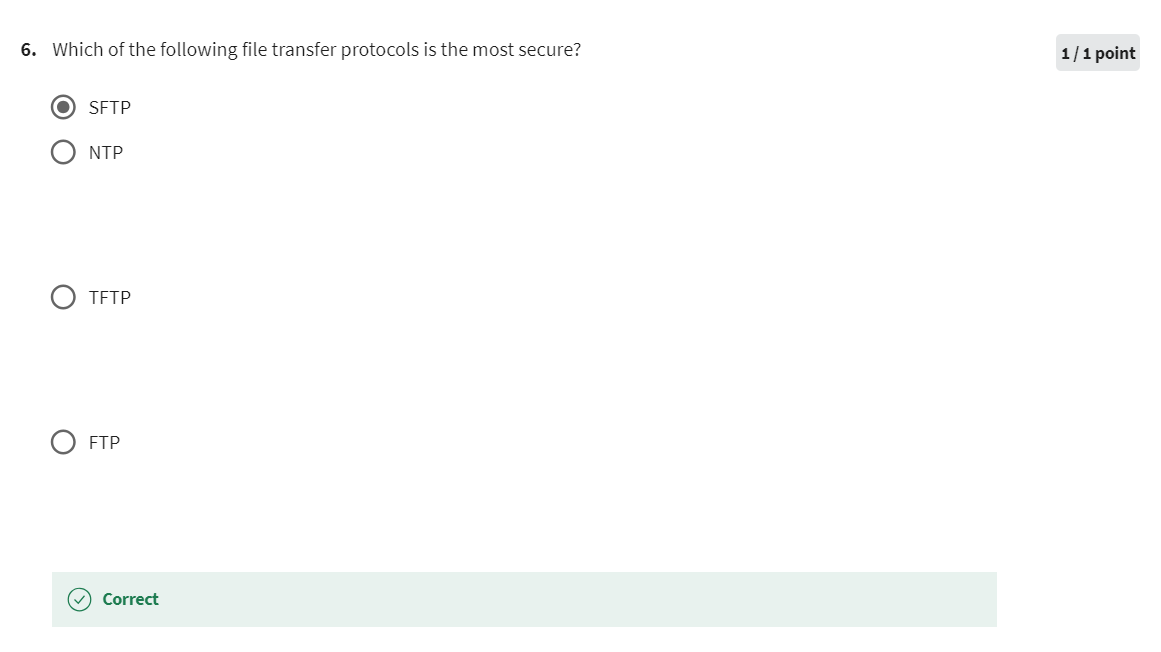 6. Which of the following file transfer protocols is the most secure?
1 / 1 point
SFTP
NTP
TFTP
FTP
Correct